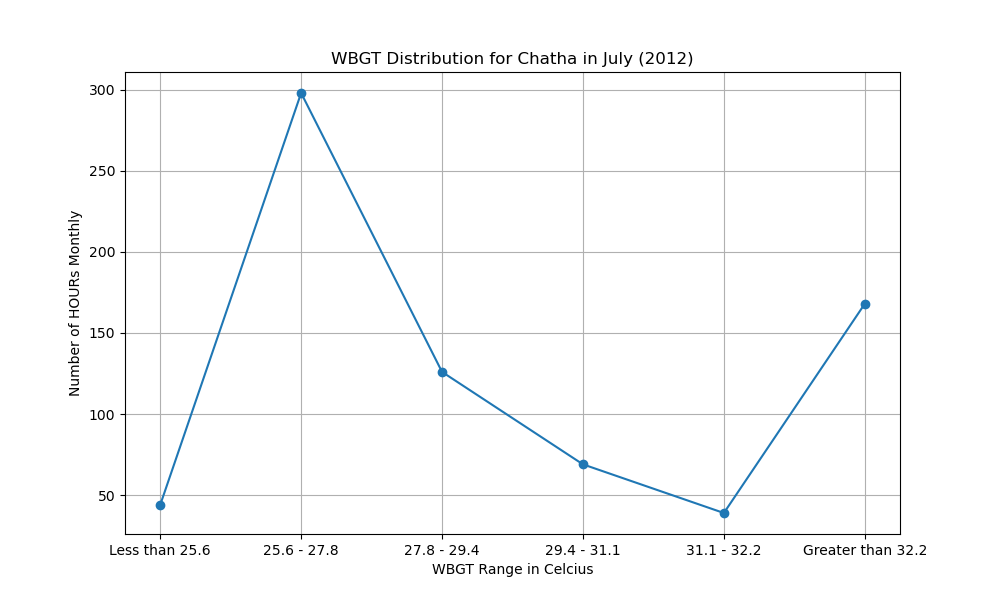 WBGT Distribution for Chatha in July (2012)
300
250
200
150
100
50
Number of HOURs Monthly
Less than 25.6
25.6 - 27.8
27.8 - 29.4
29.4 - 31.1
31.1 - 32.2
Greater than 32.2
WBGT Range in Celcius